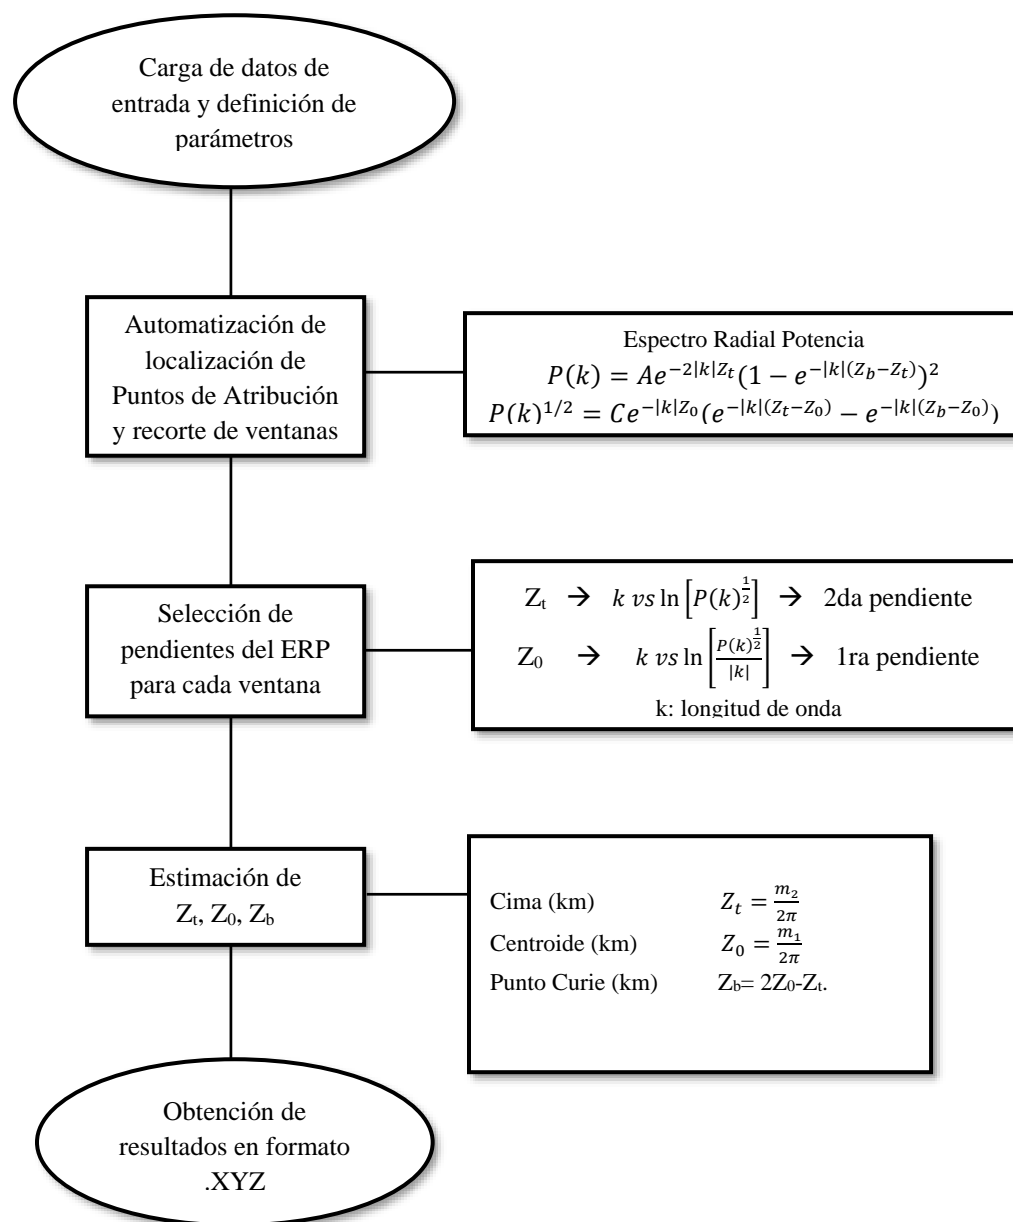 Carga de datos de
entrada y definición de
parámetros
Automatización de
localización de
Puntos de Atribución
y recorte de ventanas
Espectro Radial Potencia
P(k) = Ae^{-2|k|Z_t}(1 − e^{-|k|(Z_b−Z_t)})^2
P(k)^{1/2} = Ce^{-|k|Z_0}(e^{-|k|(Z_t−Z_0)} − e^{-|k|(Z_b−Z_0)})
Selección de
pendientes del ERP
para cada ventana
Z_t → k vs ln[P(k)^{1/2}] → 2da pendiente
Z_0 → k vs ln[P(k)^{1/2}/|k|] → 1ra pendiente
k: longitud de onda
Estimación de
Z_t, Z_0, Z_b
Cima (km) Z_t = m_2/2π
Centroide (km) Z_0 = m_1/2π
Punto Curie (km) Z_b= 2Z_0-Z_t.
Obtención de
resultados en formato
.XYZ